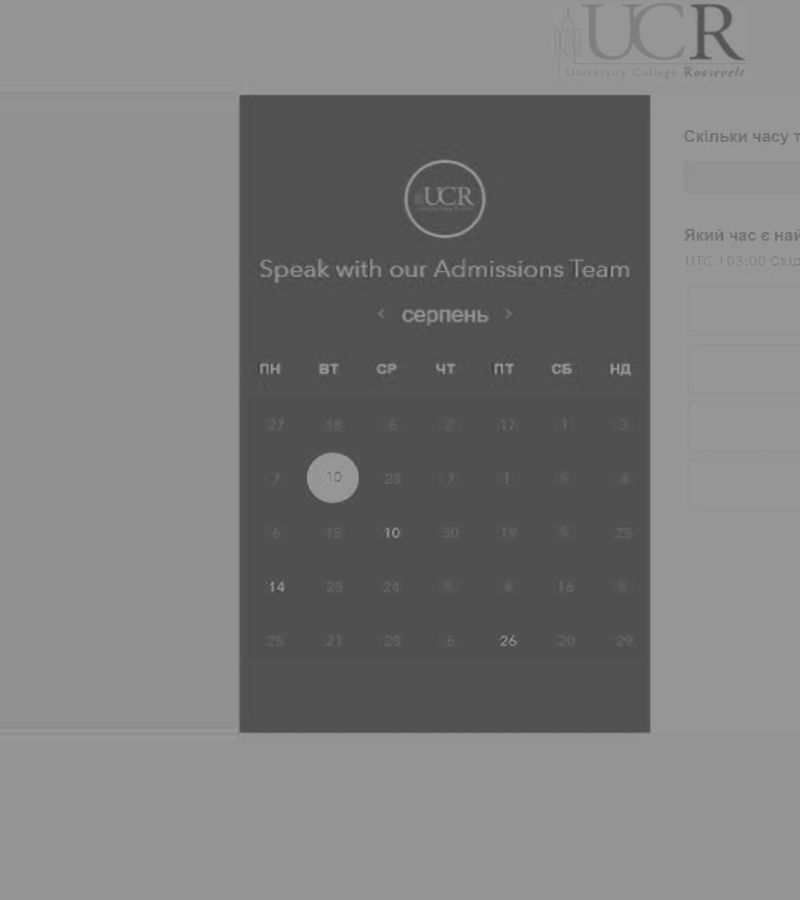 UCR
University College Roosevelt
Скільки часу т
UCR
Speak with our Admissions Team
Який час є най
UTC +03:00 Схід
< серпень >
ПН ВТ СР ЧТ ПТ СБ НД
27 18 6 2 17 1 3
7 10 28 7 1 5 4
6 15 10 30 19 5 25
14 25 24 5 4 16 5
25 21 28 6 26 20 29